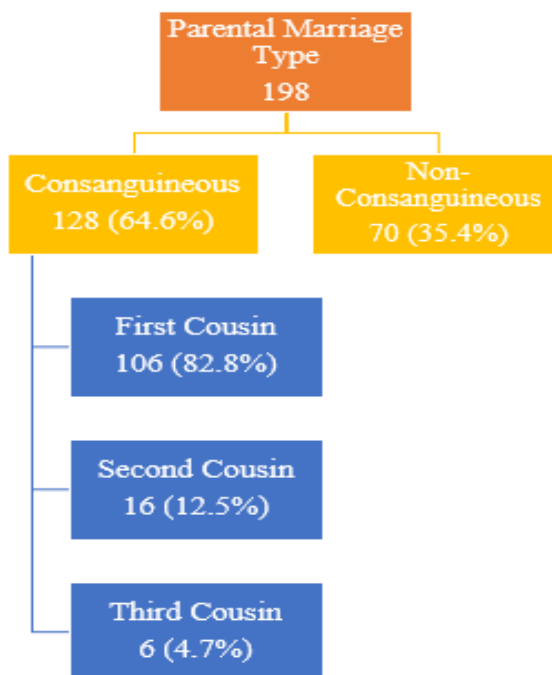 Parental Marriage
Type
198
Consanguineous
128 (64.6%)
Non-
Consanguineous
70 (35.4%)
First Cousin
106 (82.8%)
Second Cousin
16 (12.5%)
Third Cousin
6 (4.7%)